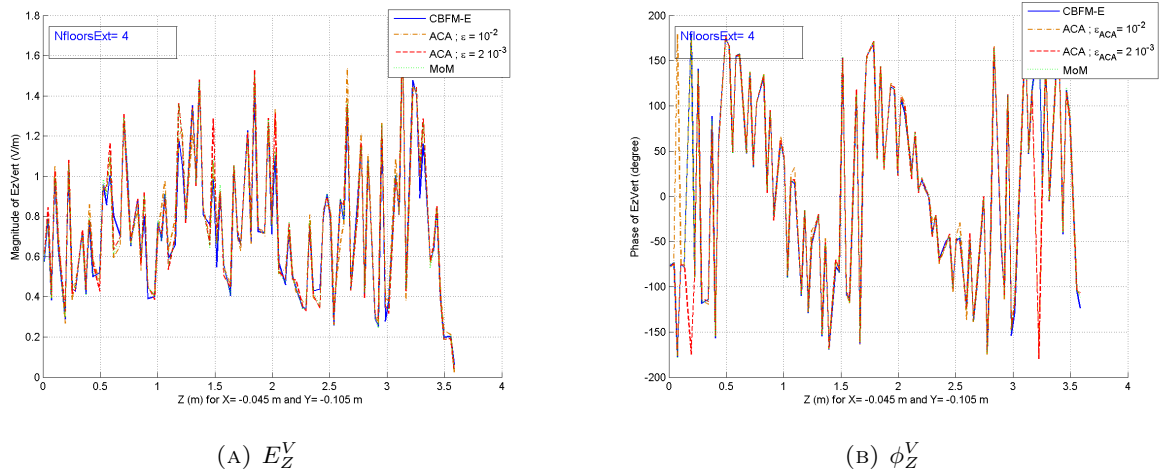 NfloorsExt= 4
CBFM-E
ACA ; ε = 10⁻²
ACA ; ε = 2 10⁻³
MoM
1.8
1.6
1.4
1.2
1
0.8
0.6
0.4
0.2
0
Magnitude of EzVert (V/m)
0 0.5 1 1.5 2 2.5 3 3.5 4
Z (m) for X= -0.045 m and Y= -0.105 m
(A) E_Z^V
NfloorsExt= 4
CBFM-E
ACA ; ε_ACA = 10⁻²
ACA ; ε_ACA = 2 10⁻³
MoM
200
150
100
50
0
-50
-100
-150
-200
Phase of EzVert (degree)
0 0.5 1 1.5 2 2.5 3 3.5 4
Z (m) for X= -0.045 m and Y= -0.105 m
(B) ϕ_Z^V